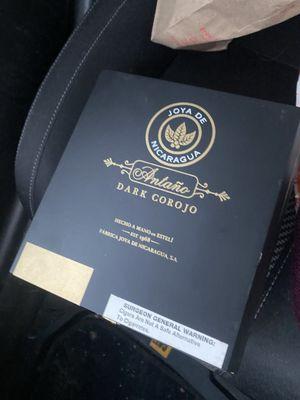 JOYA DE
NICARAGUA
Antaño
DARK COROJO
HECHO A MANO EN ESTELÍ
EST. 1968
FÁBRICA JOYA DE NICARAGUA, S.A.
SURGEON GENERAL WARNING:
Cigars Are Not A Safe Alternative
To Cigarettes.